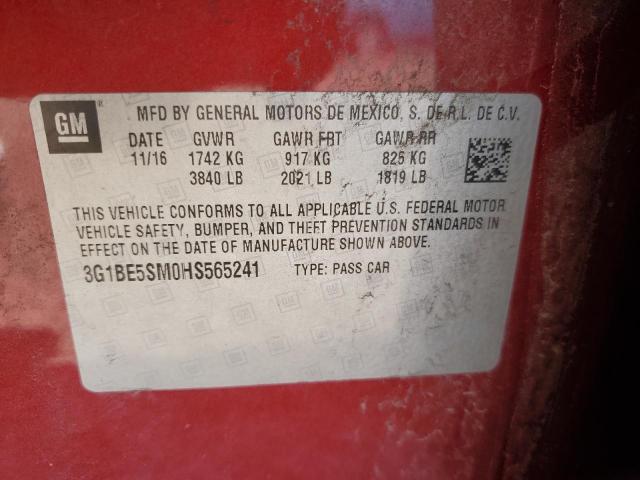 GM ® MFD BY GENERAL MOTORS DE MEXICO, S. DE R.L. DE C.V.
DATE GVWR GAWR FRT GAWR RR
11/16 1742 KG 917 KG 825 KG
3840 LB 2021 LB 1819 LB
THIS VEHICLE CONFORMS TO ALL APPLICABLE U.S. FEDERAL MOTOR
VEHICLE SAFETY, BUMPER, AND THEFT PREVENTION STANDARDS
IN EFFECT ON THE DATE OF MANUFACTURE SHOWN ABOVE.
3G1BE5SM0HS565241 TYPE: PASS CAR